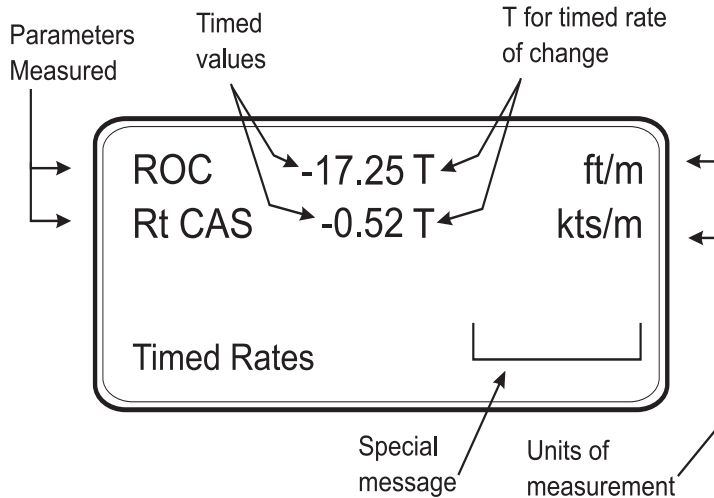 Parameters
Measured
Timed
values
T for timed rate
of change
ROC -17.25 T ft/m
Rt CAS -0.52 T kts/m
Timed Rates
Special
message
Units of
measurement